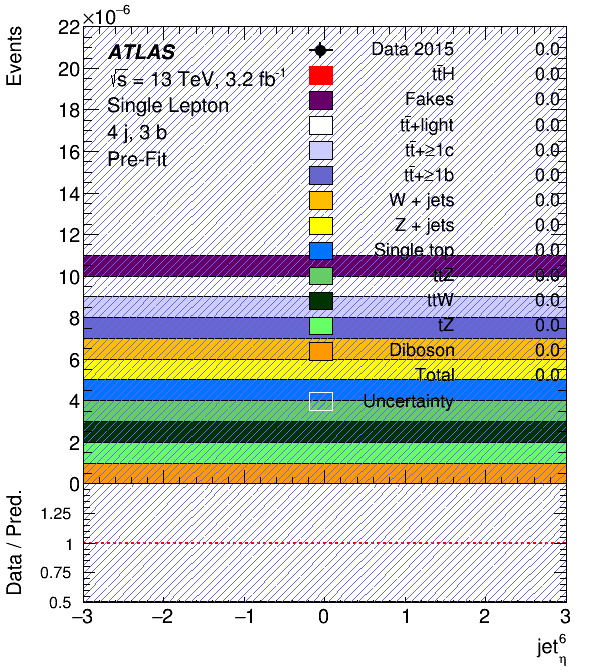 ×10⁻⁶
Events
22
20
18
16
14
12
10
8
6
4
2
0
ATLAS
√s = 13 TeV, 3.2 fb⁻¹
Single Lepton
4 j, 3 b
Pre-Fit
Data 2015 0.0
tt̄H 0.0
Fakes 0.0
tt̄+light 0.0
tt̄+≥1c 0.0
tt̄+≥1b 0.0
W + jets 0.0
Z + jets 0.0
Single top 0.0
ttZ 0.0
ttW 0.0
tZ 0.0
Diboson 0.0
Total 0.0
Uncertainty
Data / Pred.
1.25
1
0.75
0.5
−3 −2 −1 0 1 2 3
jet⁶_η